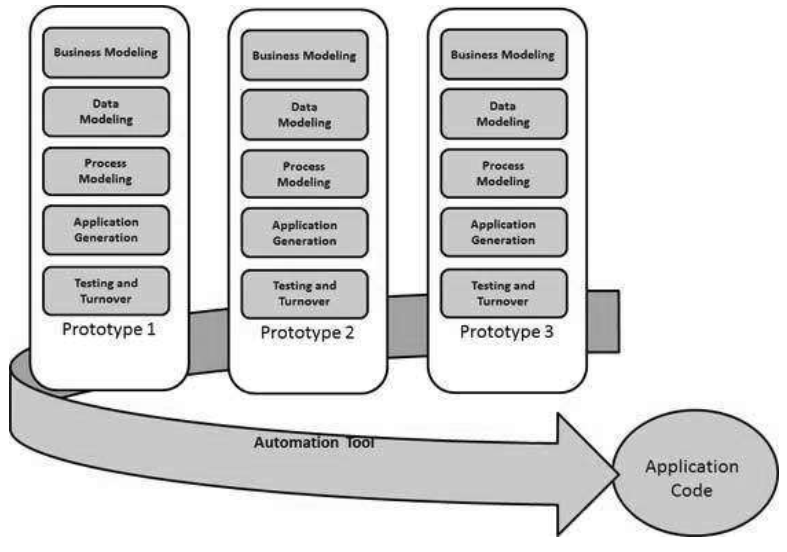 Business Modeling
Data
Modeling
Process
Modeling
Application
Generation
Testing and
Turnover
Prototype 1
Business Modeling
Data
Modeling
Process
Modeling
Application
Generation
Testing and
Turnover
Prototype 2
Business Modeling
Data
Modeling
Process
Modeling
Application
Generation
Testing and
Turnover
Prototype 3
Automation Tool
Application
Code